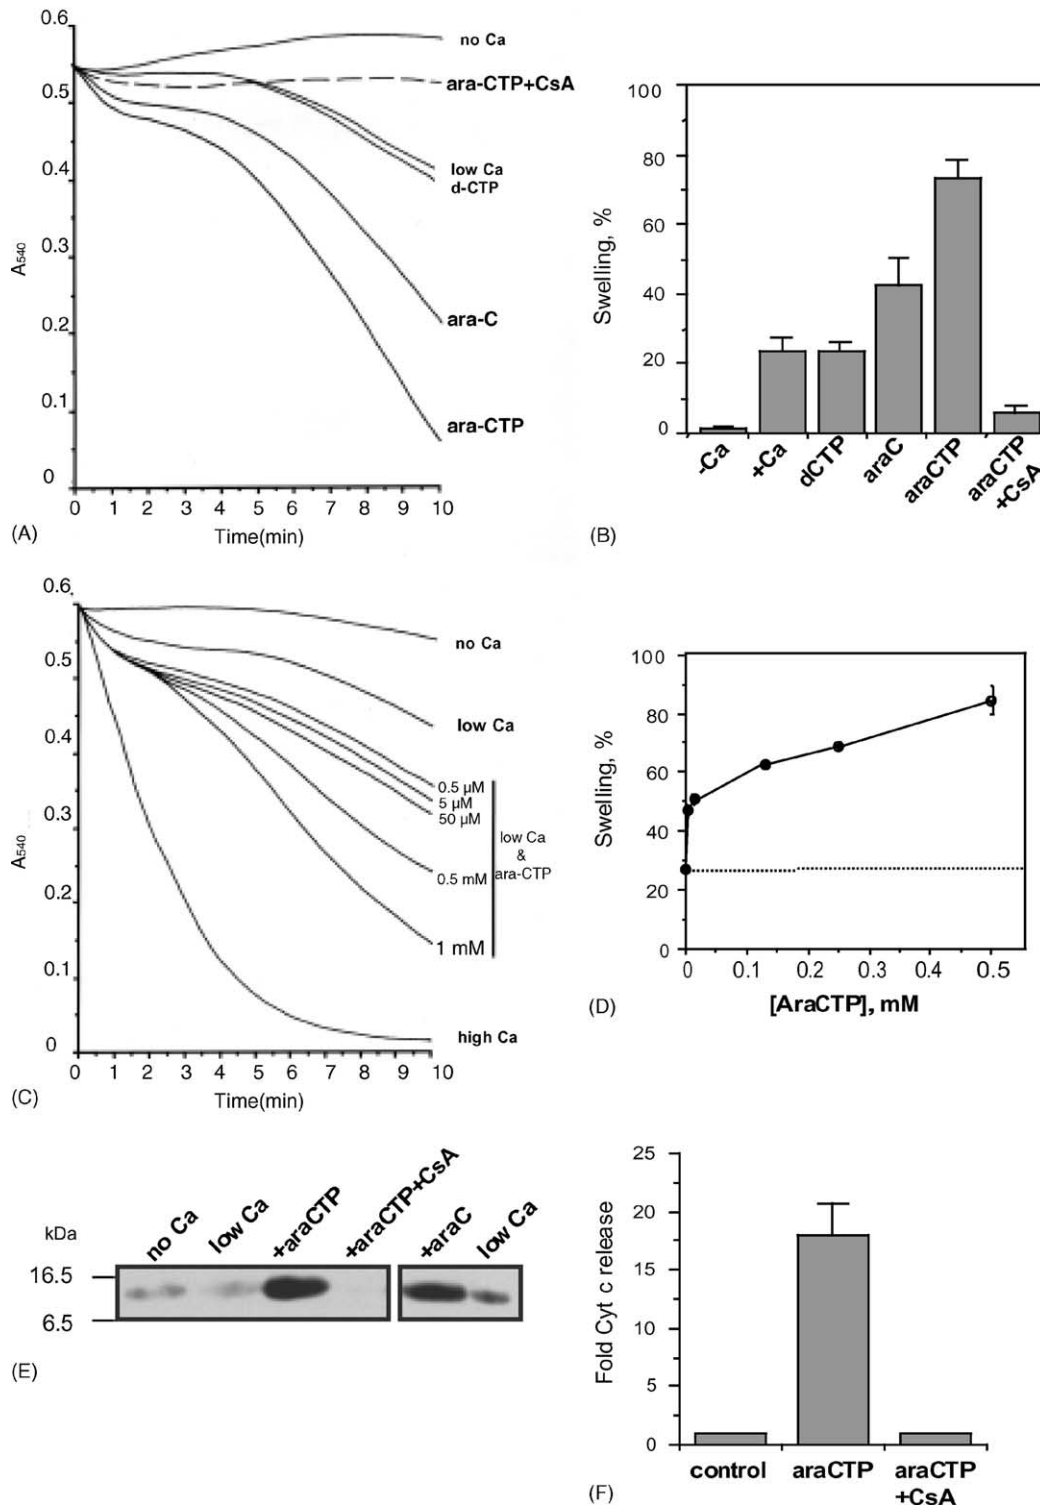 0.6
0.5
0.4
0.3
0.2
0.1
0
A540
no Ca
ara-CTP+CsA
low Ca
d-CTP
ara-C
ara-CTP
0 1 2 3 4 5 6 7 8 9 10
Time(min)
(A)
100
80
60
40
20
0
Swelling, %
-Ca
+Ca
dCTP
araC
araCTP
araCTP
+CsA
(B)
0.6
0.5
0.4
0.3
0.2
0.1
0
A540
no Ca
low Ca
0.5 µM
5 µM
50 µM
0.5 mM
1 mM
low Ca
&
ara-CTP
high Ca
0 1 2 3 4 5 6 7 8 9 10
Time(min)
(C)
100
80
60
40
20
0
Swelling, %
0 0.1 0.2 0.3 0.4 0.5
[AraCTP], mM
(D)
kDa
16.5
6.5
no Ca
low Ca
+araCTP
+araCTP+CsA
+araC
low Ca
(E)
25
20
15
10
5
0
Fold Cyt c release
control
araCTP
araCTP
+CsA
(F)